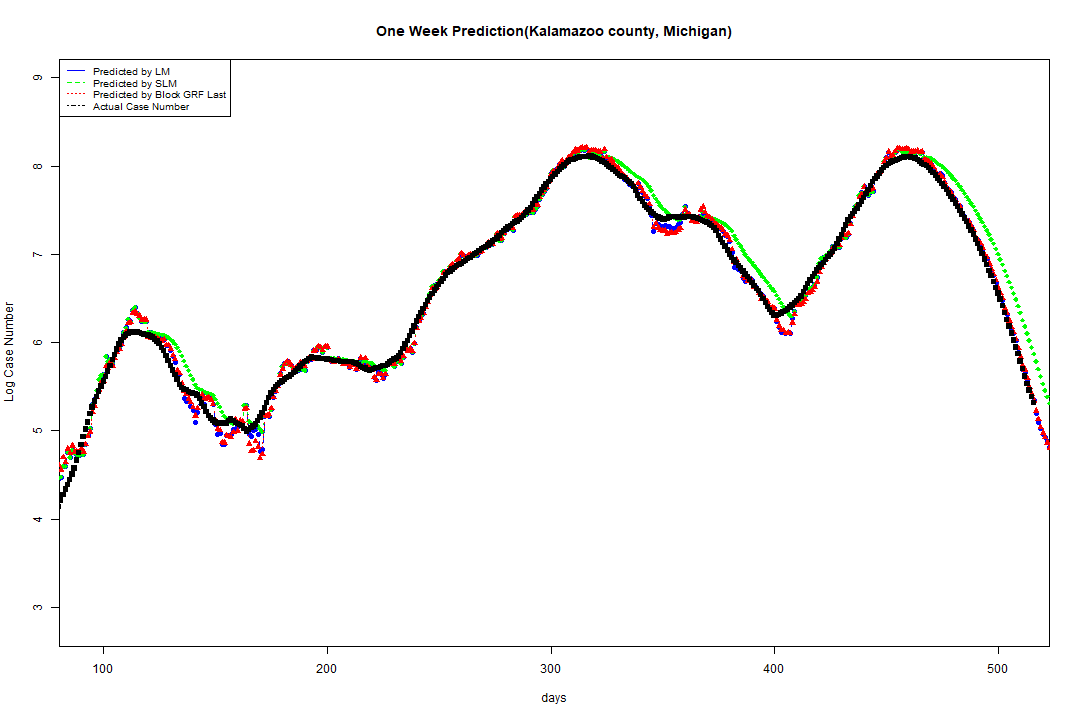 One Week Prediction(Kalamazoo county, Michigan)
Predicted by LM
Predicted by SLM
Predicted by Block GRF Last
Actual Case Number
9
8
7
6
5
4
3
Log Case Number
100 200 300 400 500
days